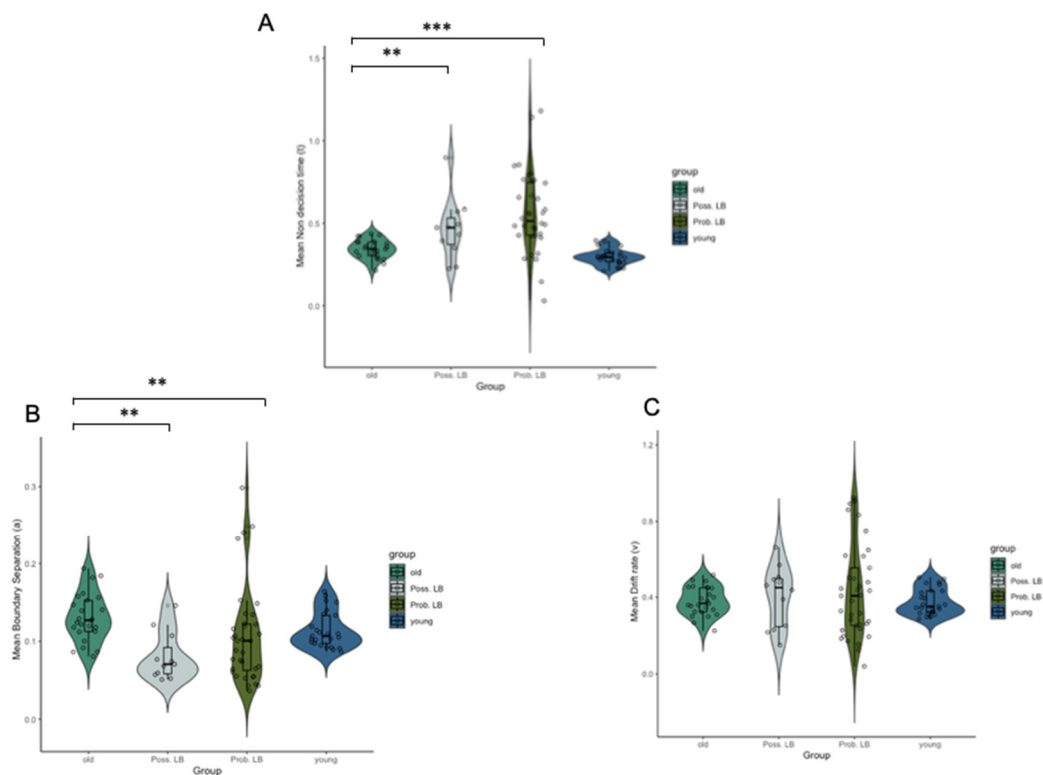 A
***
**
1.5
1.0
0.5
0.0
Mean Non decision time (t)
old
Poss. LB
Prob. LB
young
Group
group
old
Poss. LB
Prob. LB
young
B
**
**
0.3
0.2
0.1
0.0
Mean Boundary Separation (a)
old
Poss. LB
Prob. LB
young
Group
group
old
Poss. LB
Prob. LB
young
C
1.2
0.8
0.4
0.0
Mean Drift rate (v)
old
Poss. LB
Prob. LB
young
Group
group
old
Poss. LB
Prob. LB
young